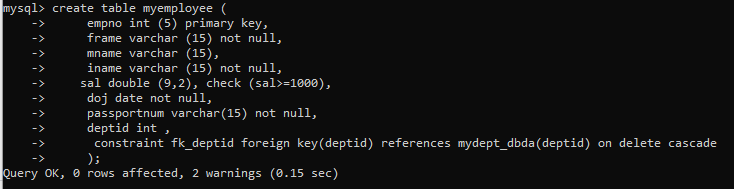 mysql> create table myemployee (
    ->      empno int (5) primary key,
    ->      frame varchar (15) not null,
    ->      mname varchar (15),
    ->      iname varchar (15) not null,
    ->     sal double (9,2), check (sal>=1000),
    ->      doj date not null,
    ->      passportnum varchar(15) not null,
    ->      deptid int ,
    ->       constraint fk_deptid foreign key(deptid) references mydept_dbda(deptid) on delete cascade
    ->      );
Query OK, 0 rows affected, 2 warnings (0.15 sec)